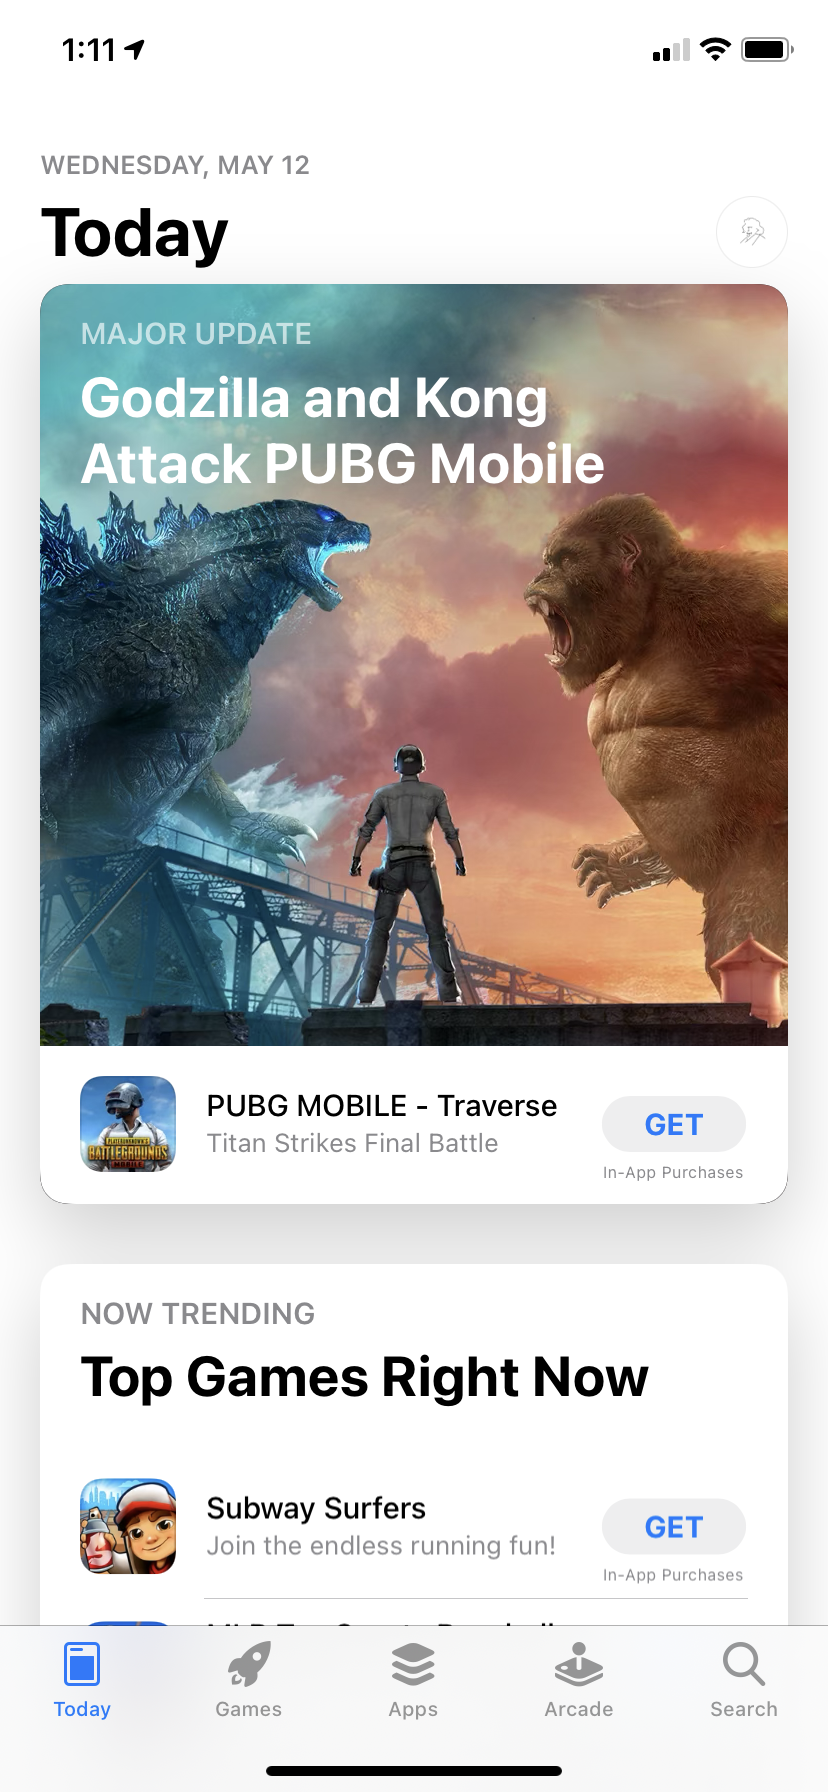 1:11
WEDNESDAY, MAY 12
Today
MAJOR UPDATE
Godzilla and Kong
Attack PUBG Mobile
PLAYERUNKNOWN'S
BATTLEGROUNDS
MOBILE
PUBG MOBILE - Traverse
Titan Strikes Final Battle
GET
In-App Purchases
NOW TRENDING
Top Games Right Now
Subway Surfers
Join the endless running fun!
GET
In-App Purchases
Today
Games
Apps
Arcade
Search